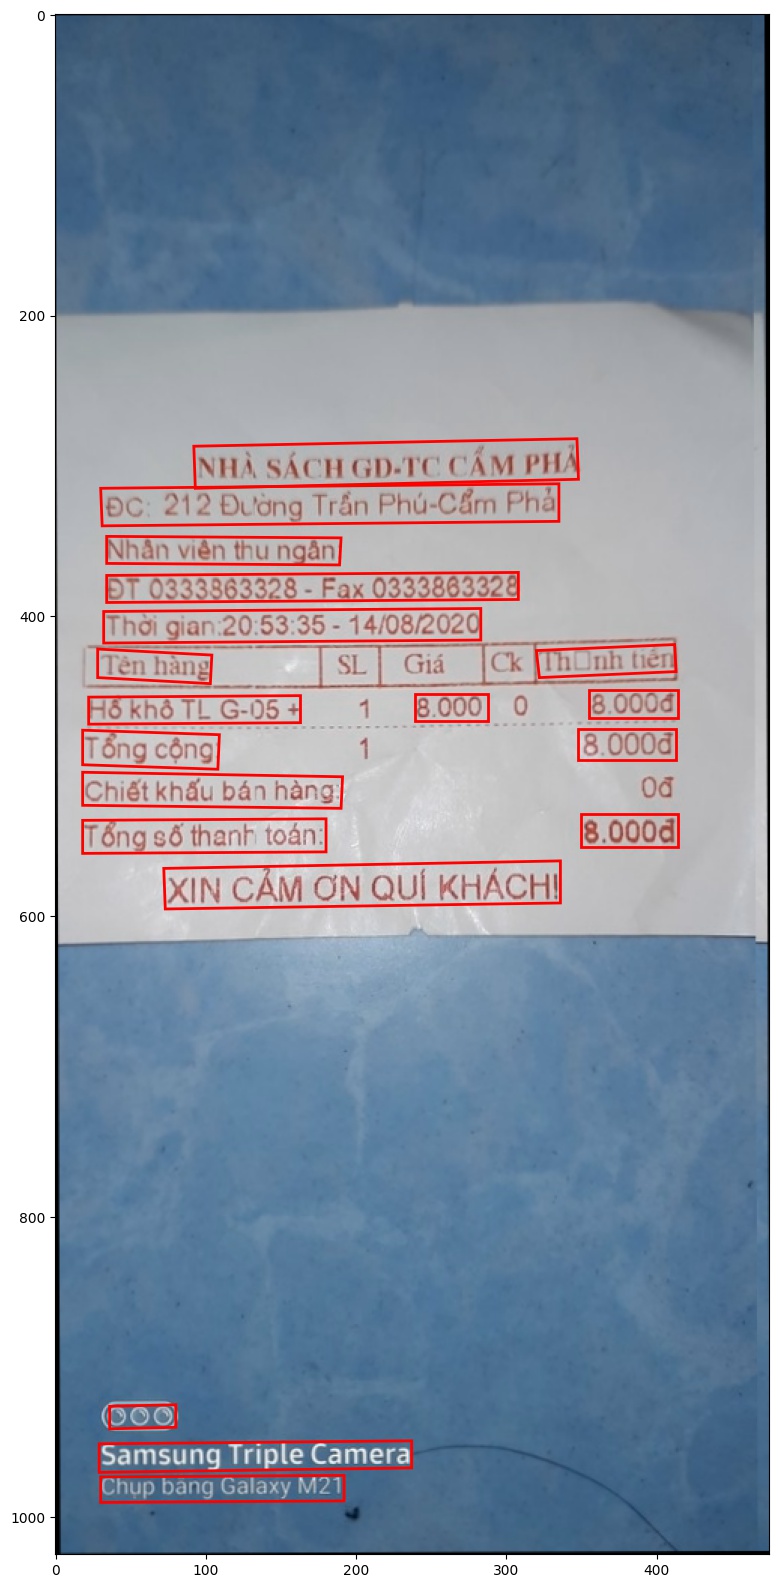 0
200
NHÀ SÁCH GD-TC CẨM PHẢ
ĐC: 212 Đường Trần Phú-Cẩm Phả
Nhân viên thu ngân
ĐT 0333863328 - Fax 0333863328
400
Thời gian:20:53:35 - 14/08/2020
Tên hàng SL Giá Ck Th□nh tiền
Hồ khô TL G-05 + 1 8.000 0 8.000đ
Tổng cộng 1 8.000đ
Chiết khấu bán hàng: 0đ
Tổng số thanh toán: 8.000đ
XIN CẢM ƠN QUÍ KHÁCH!
600
800
Samsung Triple Camera
Chụp bằng Galaxy M21
1000
0 100 200 300 400